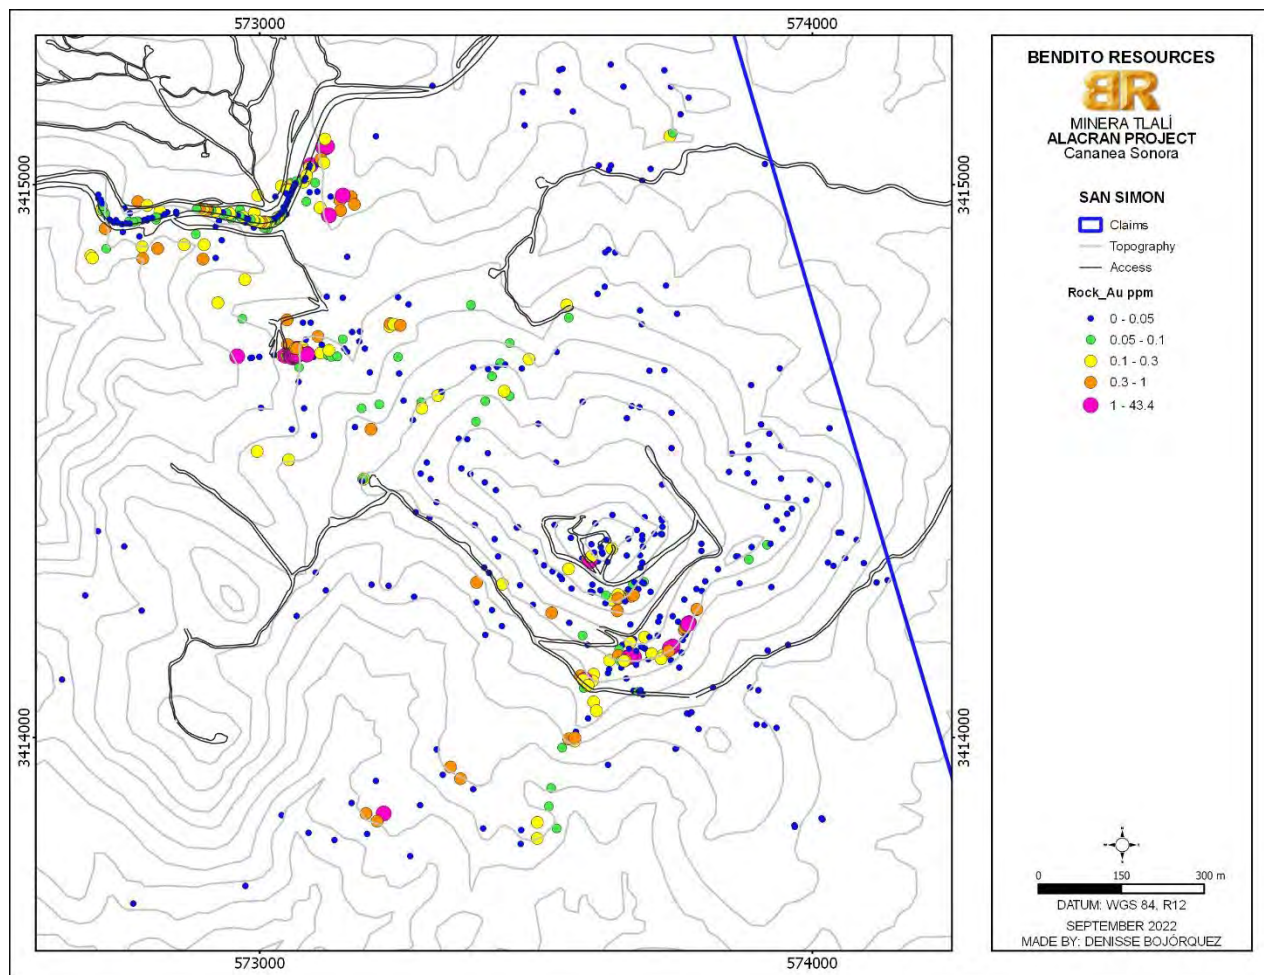 573000
574000
3415000
3415000
3414000
3414000
573000
574000
BENDITO RESOURCES
BR
MINERA TLALÍ
ALACRAN PROJECT
Cananea Sonora
SAN SIMON
Claims
Topography
Access
Rock_Au ppm
0 - 0.05
0.05 - 0.1
0.1 - 0.3
0.3 - 1
1 - 43.4
0 150 300 m
DATUM: WGS 84, R12
SEPTEMBER 2022
MADE BY: DENISSE BOJÓRQUEZ